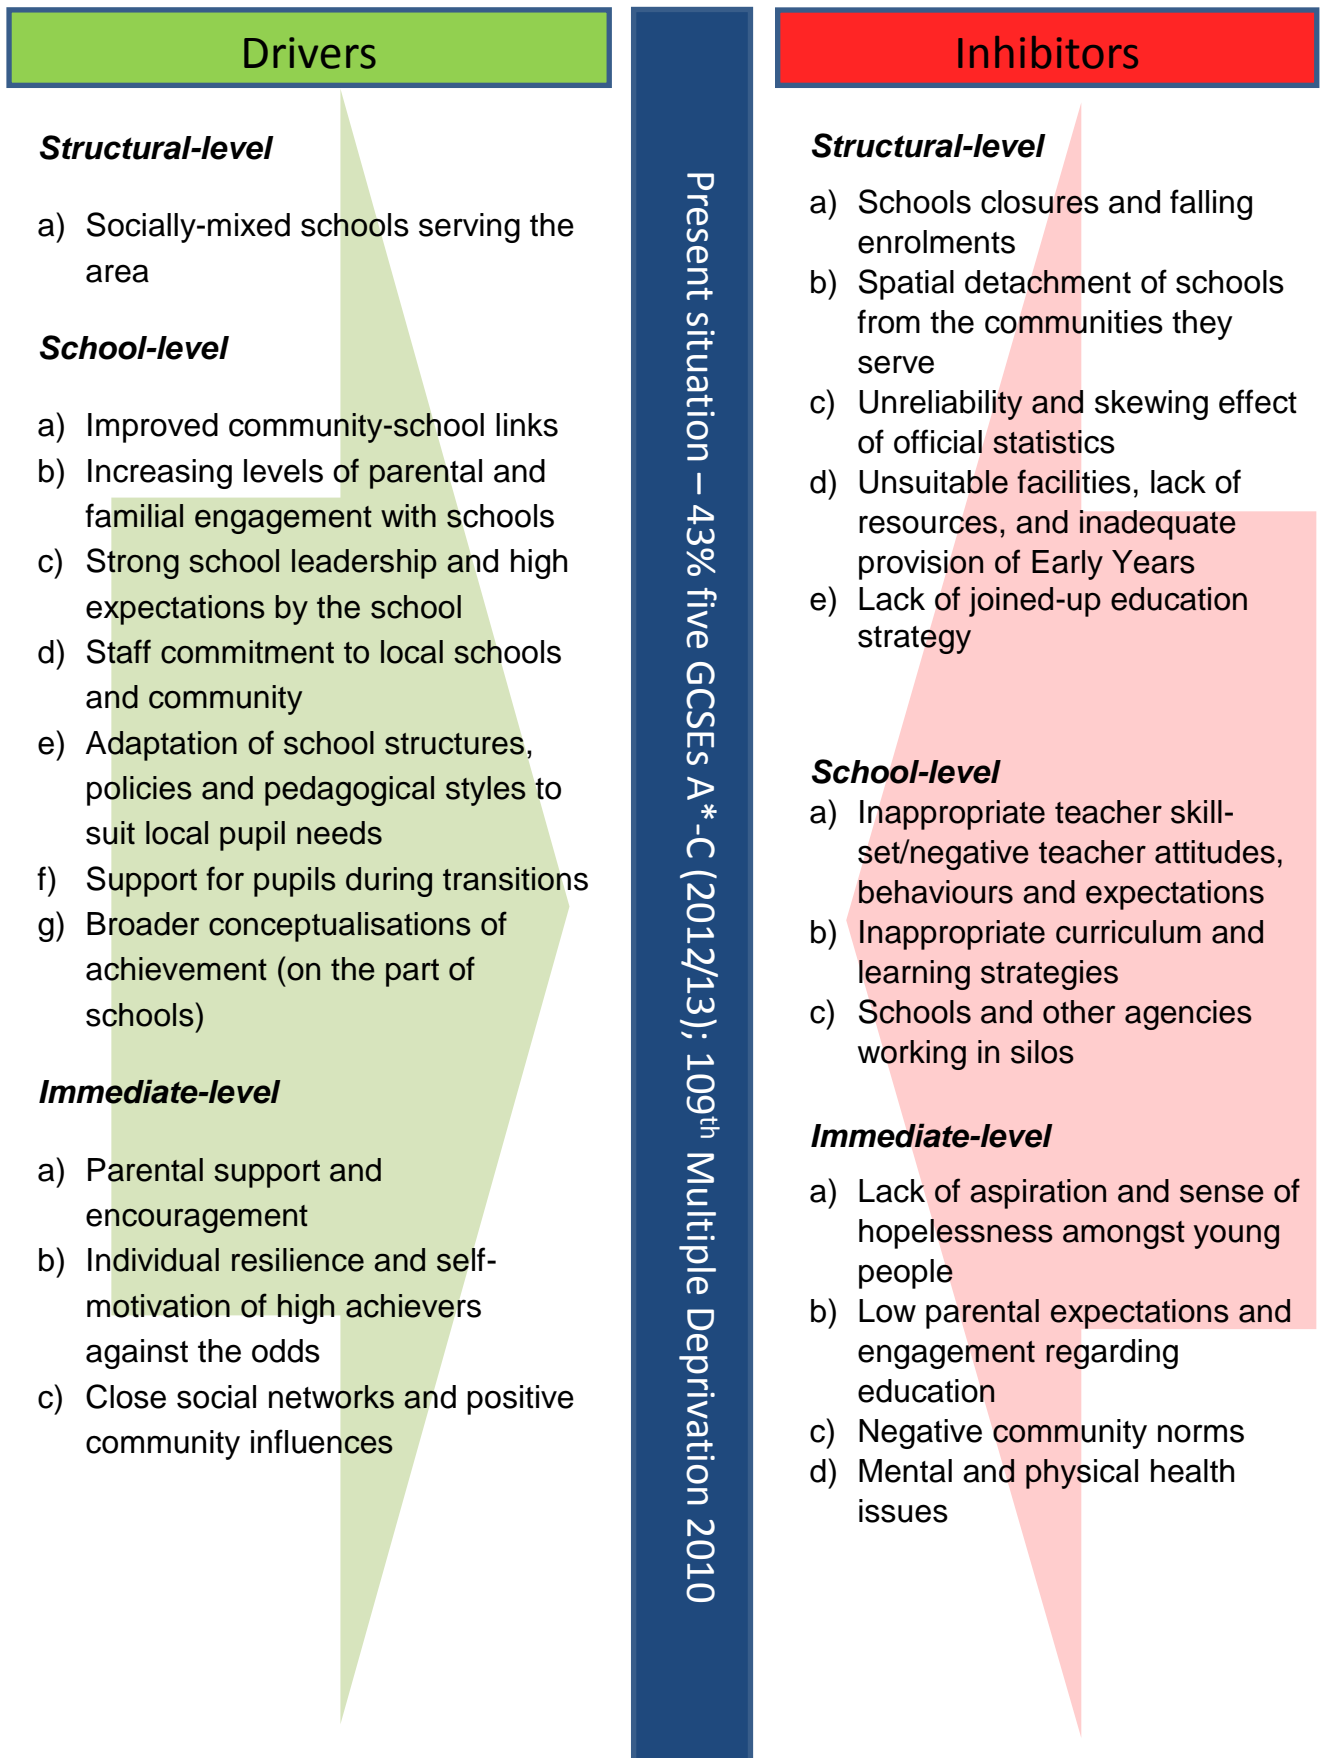 Drivers
Structural-level
a) Socially-mixed schools serving the
area
School-level
a) Improved community-school links
b) Increasing levels of parental and
familial engagement with schools
c) Strong school leadership and high
expectations by the school
d) Staff commitment to local schools
and community
e) Adaptation of school structures,
policies and pedagogical styles to
suit local pupil needs
f) Support for pupils during transitions
g) Broader conceptualisations of
achievement (on the part of
schools)
Immediate-level
a) Parental support and
encouragement
b) Individual resilience and self-
motivation of high achievers
against the odds
c) Close social networks and positive
community influences
Present situation – 43% five GCSEs A*-C (2012/13); 109th Multiple Deprivation 2010
Inhibitors
Structural-level
a) Schools closures and falling
enrolments
b) Spatial detachment of schools
from the communities they
serve
c) Unreliability and skewing effect
of official statistics
d) Unsuitable facilities, lack of
resources, and inadequate
provision of Early Years
e) Lack of joined-up education
strategy
School-level
a) Inappropriate teacher skill-
set/negative teacher attitudes,
behaviours and expectations
b) Inappropriate curriculum and
learning strategies
c) Schools and other agencies
working in silos
Immediate-level
a) Lack of aspiration and sense of
hopelessness amongst young
people
b) Low parental expectations and
engagement regarding
education
c) Negative community norms
d) Mental and physical health
issues